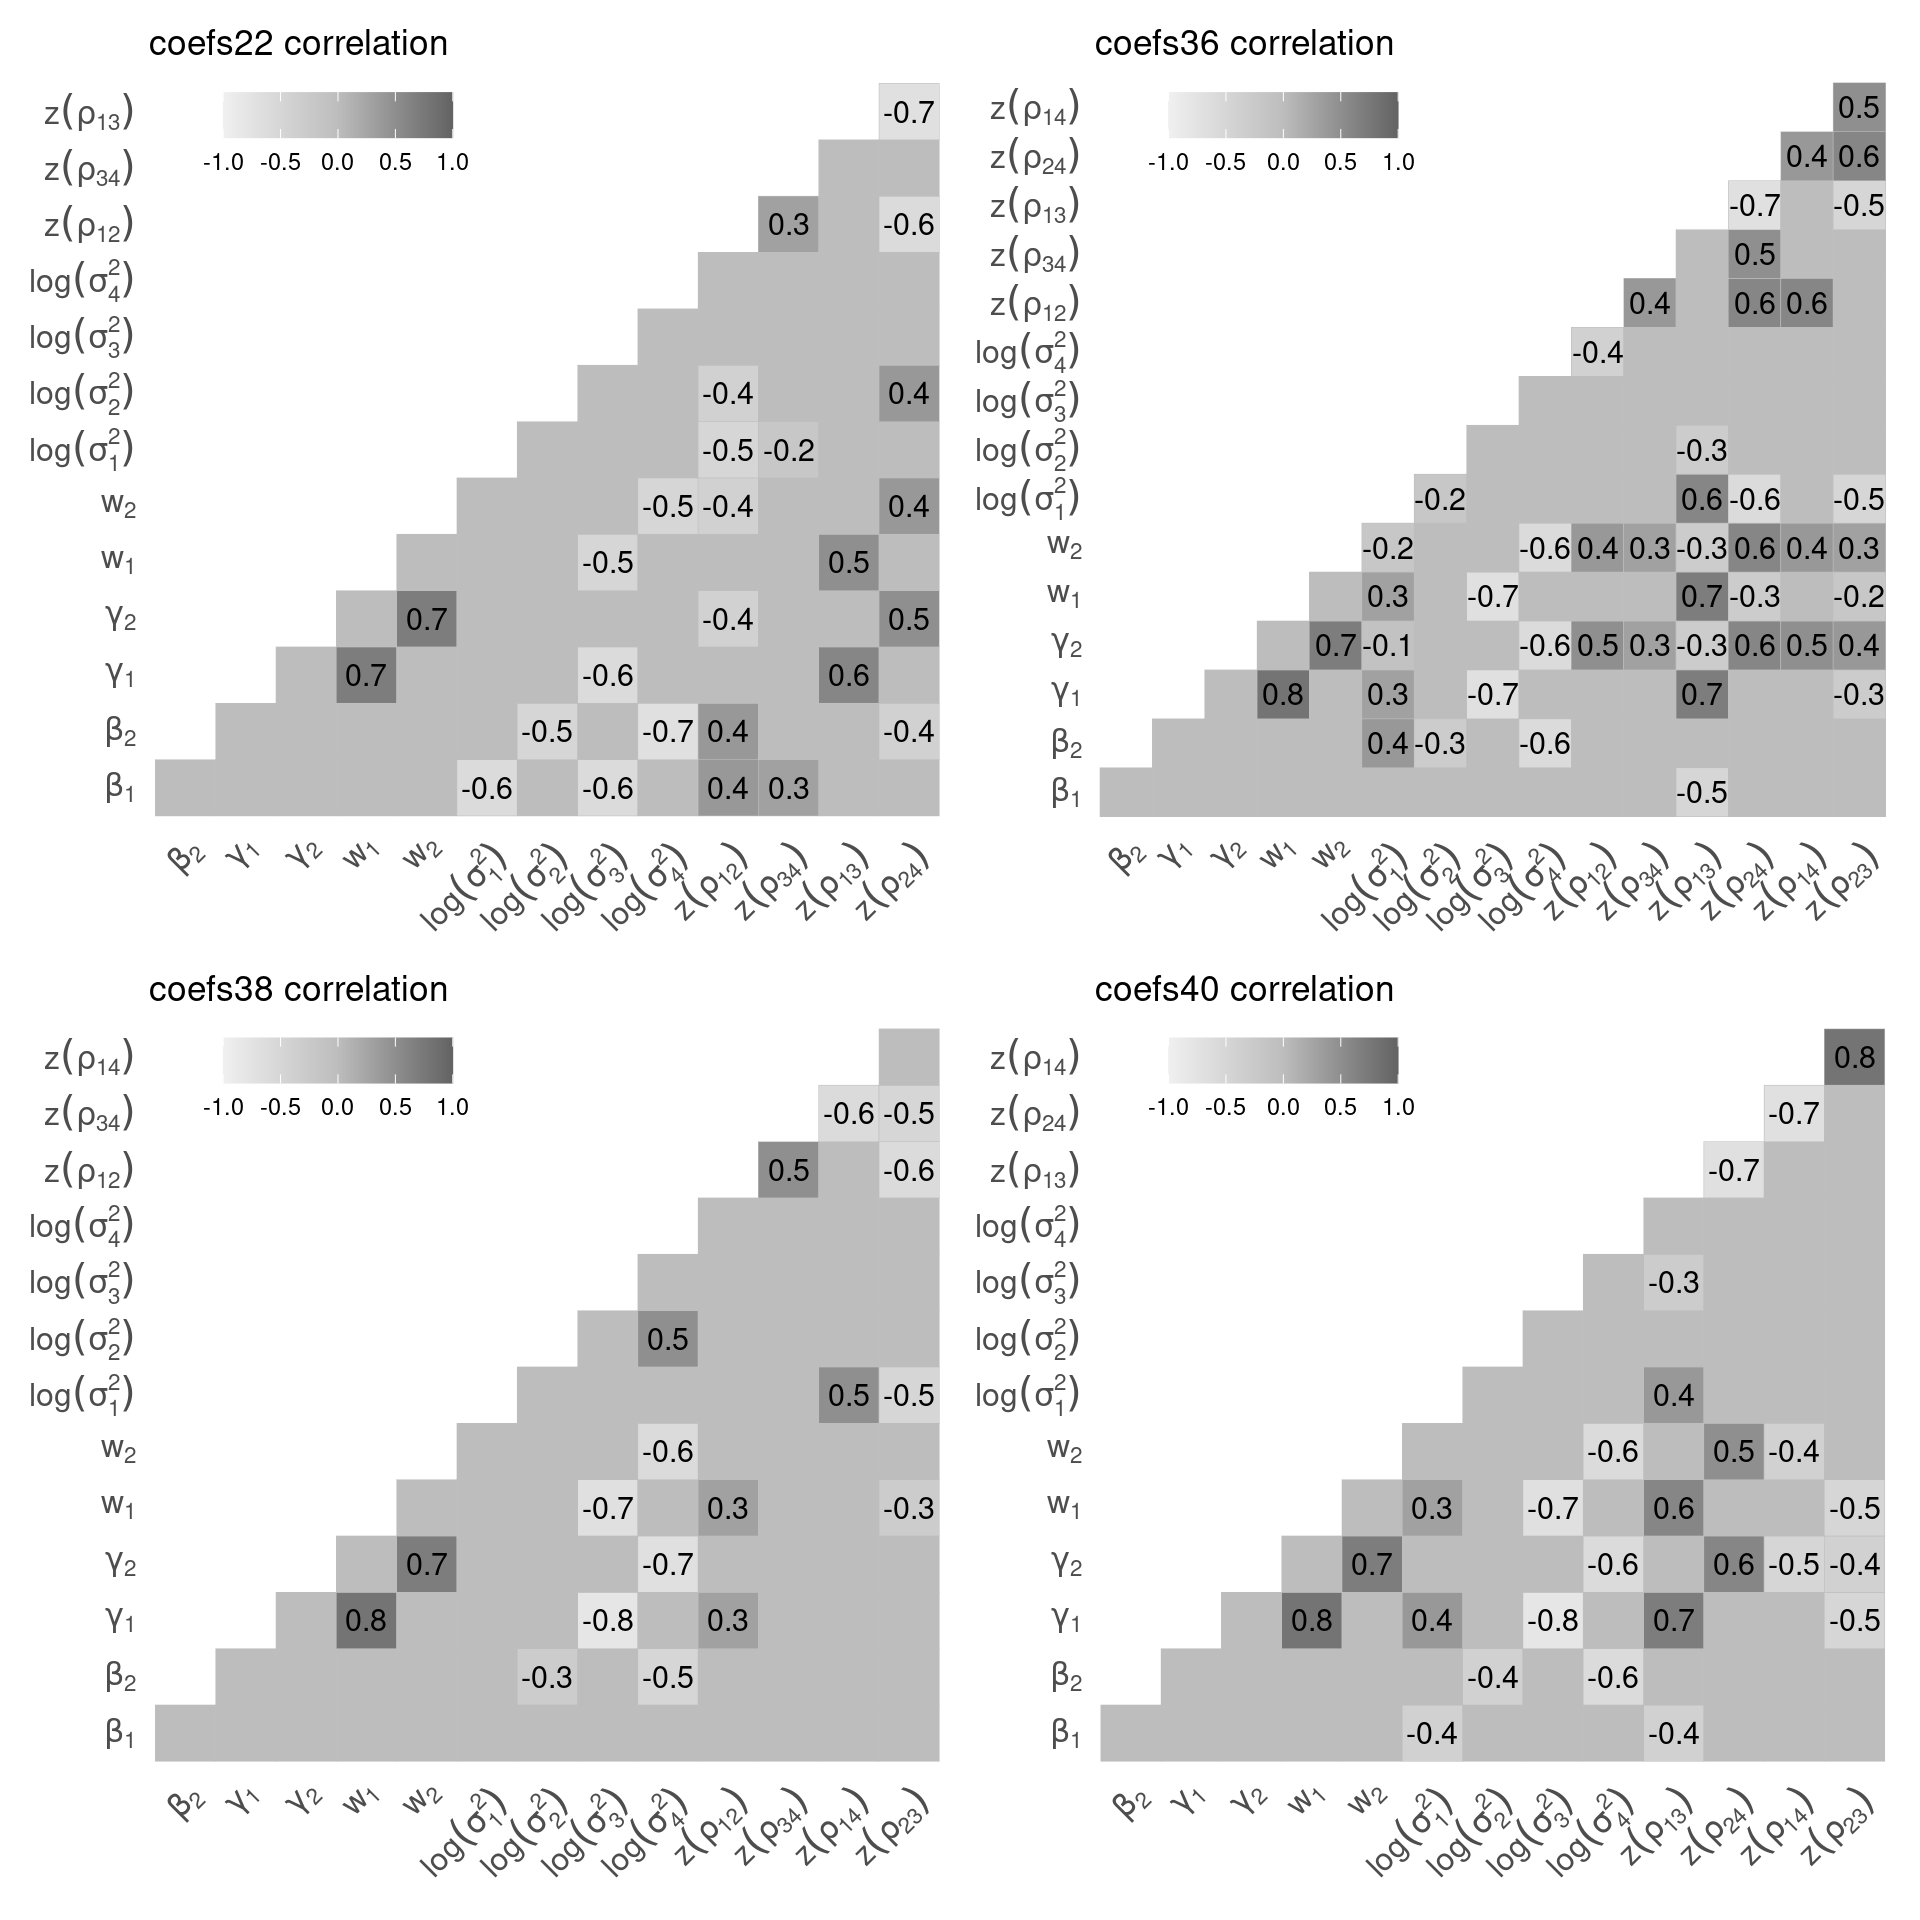 coefs22 correlation
-1.0 -0.5 0.0 0.5 1.0
z(ρ₁₃) -0.7
z(ρ₃₄)
z(ρ₁₂) 0.3 -0.6
log(σ₄²)
log(σ₃²)
log(σ₂²) -0.4 0.4
log(σ₁²) -0.5 -0.2
w₂ -0.5 -0.4 0.4
w₁ -0.5 0.5
γ₂ 0.7 -0.4 0.5
γ₁ 0.7 -0.6 0.6
β₂ -0.5 -0.7 0.4 -0.4
β₁ -0.6 -0.6 0.4 0.3
β₂ γ₁ γ₂ w₁ w₂ log(σ₁²) log(σ₂²) log(σ₃²) log(σ₄²) z(ρ₁₂) z(ρ₃₄) z(ρ₁₃) z(ρ₂₄)
coefs36 correlation
-1.0 -0.5 0.0 0.5 1.0
z(ρ₁₄) 0.5
z(ρ₂₄) 0.4 0.6
z(ρ₁₃) -0.7 -0.5
z(ρ₃₄) 0.5
z(ρ₁₂) 0.4 0.6 0.6
log(σ₄²) -0.4
log(σ₃²)
log(σ₂²) -0.3
log(σ₁²) -0.2 0.6 -0.6 -0.5
w₂ -0.2 -0.6 0.4 0.3 -0.3 0.6 0.4 0.3
w₁ 0.3 -0.7 0.7 -0.3 -0.2
γ₂ 0.7 -0.1 -0.6 0.5 0.3 -0.3 0.6 0.5 0.4
γ₁ 0.8 0.3 -0.7 0.7 -0.3
β₂ 0.4 -0.3 -0.6
β₁ -0.5
β₂ γ₁ γ₂ w₁ w₂ log(σ₁²) log(σ₂²) log(σ₃²) log(σ₄²) z(ρ₁₂) z(ρ₃₄) z(ρ₁₃) z(ρ₂₄) z(ρ₁₄) z(ρ₂₃)
coefs38 correlation
-1.0 -0.5 0.0 0.5 1.0
z(ρ₁₄)
z(ρ₃₄) -0.6 -0.5
z(ρ₁₂) 0.5 -0.6
log(σ₄²)
log(σ₃²)
log(σ₂²) 0.5
log(σ₁²) 0.5 -0.5
w₂ -0.6
w₁ -0.7 0.3 -0.3
γ₂ 0.7 -0.7
γ₁ 0.8 -0.8 0.3
β₂ -0.3 -0.5
β₁
β₂ γ₁ γ₂ w₁ w₂ log(σ₁²) log(σ₂²) log(σ₃²) log(σ₄²) z(ρ₁₂) z(ρ₃₄) z(ρ₁₄) z(ρ₂₃)
coefs40 correlation
-1.0 -0.5 0.0 0.5 1.0
z(ρ₁₄) 0.8
z(ρ₂₄) -0.7
z(ρ₁₃) -0.7
log(σ₄²)
log(σ₃²) -0.3
log(σ₂²)
log(σ₁²) 0.4
w₂ -0.6 0.5 -0.4
w₁ 0.3 -0.7 0.6 -0.5
γ₂ 0.7 -0.6 0.6 -0.5 -0.4
γ₁ 0.8 0.4 -0.8 0.7 -0.5
β₂ -0.4 -0.6
β₁ -0.4 -0.4
β₂ γ₁ γ₂ w₁ w₂ log(σ₁²) log(σ₂²) log(σ₃²) log(σ₄²) z(ρ₁₃) z(ρ₂₄) z(ρ₁₄) z(ρ₂₃)